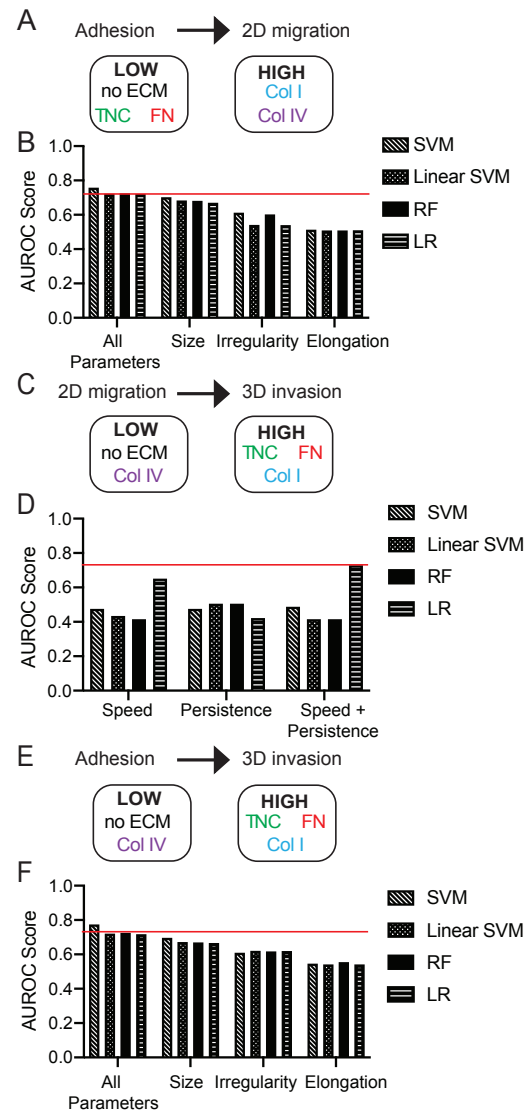 A
Adhesion 2D migration
LOW
no ECM
TNC FN
HIGH
Col I
Col IV
B
AUROC Score
1.0
0.8
0.6
0.4
0.2
0.0
All Parameters
Size
Irregularity
Elongation
SVM
Linear SVM
RF
LR
C
2D migration 3D invasion
LOW
no ECM
Col IV
HIGH
TNC FN
Col I
D
AUROC Score
1.0
0.8
0.6
0.4
0.2
0.0
Speed
Persistence
Speed +
Persistence
SVM
Linear SVM
RF
LR
E
Adhesion 3D invasion
LOW
no ECM
Col IV
HIGH
TNC FN
Col I
F
AUROC Score
1.0
0.8
0.6
0.4
0.2
0.0
All
Parameters
Size
Irregularity
Elongation
SVM
Linear SVM
RF
LR